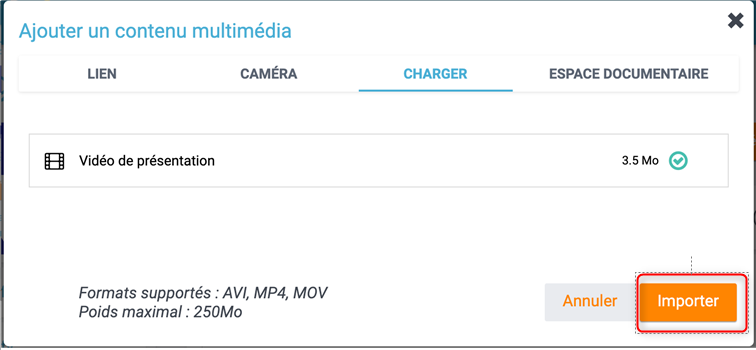 Ajouter un contenu multimédia
LIEN CAMÉRA CHARGER ESPACE DOCUMENTAIRE
Vidéo de présentation 3.5 Mo
Formats supportés : AVI, MP4, MOV
Poids maximal : 250Mo
Annuler Importer